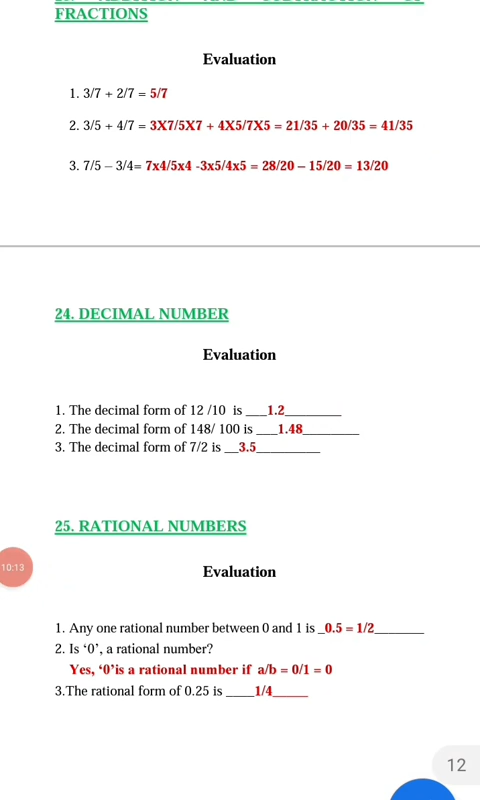 FRACTIONS
Evaluation
1. 3/7 + 2/7 = 5/7
2. 3/5 + 4/7 = 3X7/5X7 + 4X5/7X5 = 21/35 + 20/35 = 41/35
3. 7/5 – 3/4= 7x4/5x4 -3x5/4x5 = 28/20 – 15/20 = 13/20
24. DECIMAL NUMBER
Evaluation
1. The decimal form of 12 /10 is ___1.2________
2. The decimal form of 148/ 100 is ___1.48________
3. The decimal form of 7/2 is __3.5_________
25. RATIONAL NUMBERS
10:13
Evaluation
1. Any one rational number between 0 and 1 is _0.5 = 1/2_______
2. Is ‘0’, a rational number?
Yes, ‘0’is a rational number if a/b = 0/1 = 0
3.The rational form of 0.25 is ____1/4_____
12